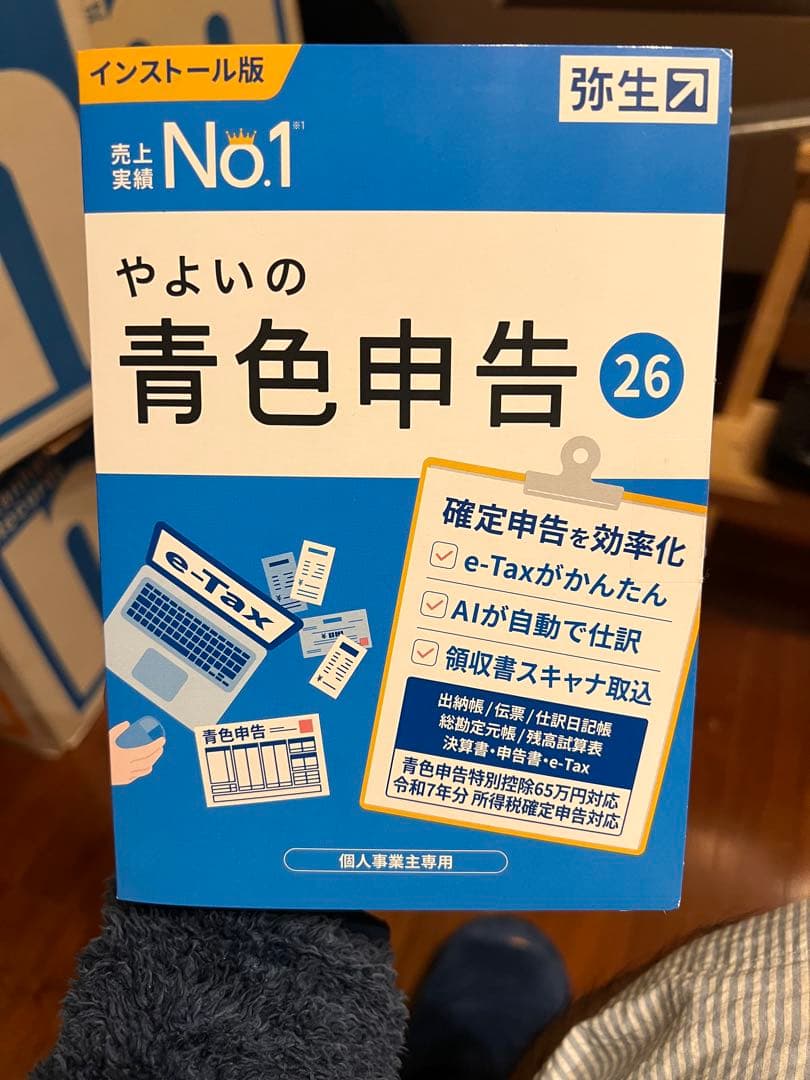 インストール版
弥生
売上
実績
No.1
※1
やよいの
青色申告
26
確定申告を効率化
e-Taxがかんたん
AIが自動で仕訳
領収書スキャナ取込
出納帳/伝票/仕訳日記帳
総勘定元帳/残高試算表
決算書・申告書・e-Tax
青色申告特別控除65万円対応
令和7年分 所得税確定申告対応
e-Tax
青色申告
個人事業主専用